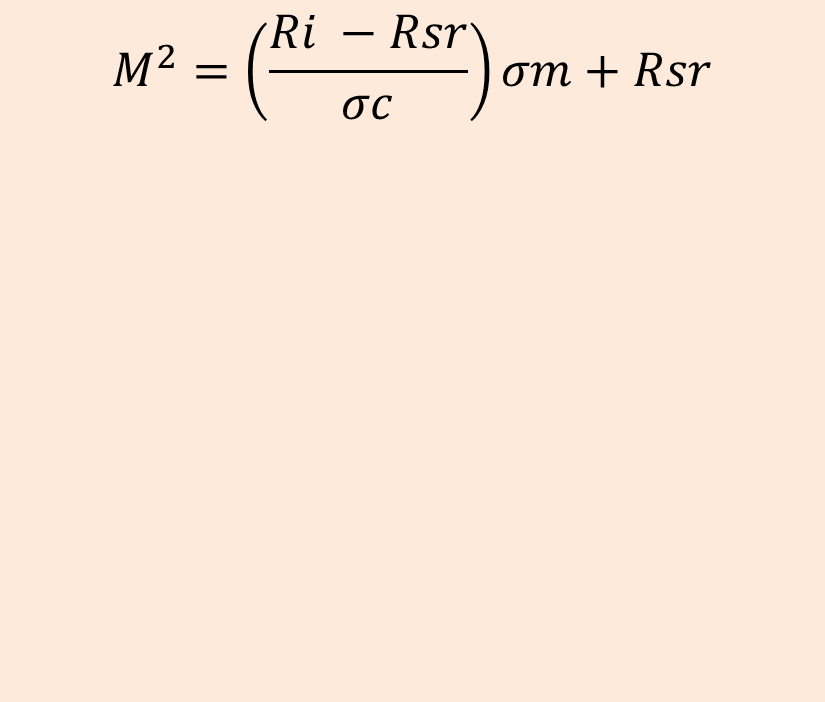 M² = (Ri − Rsr / σc) σm + Rsr